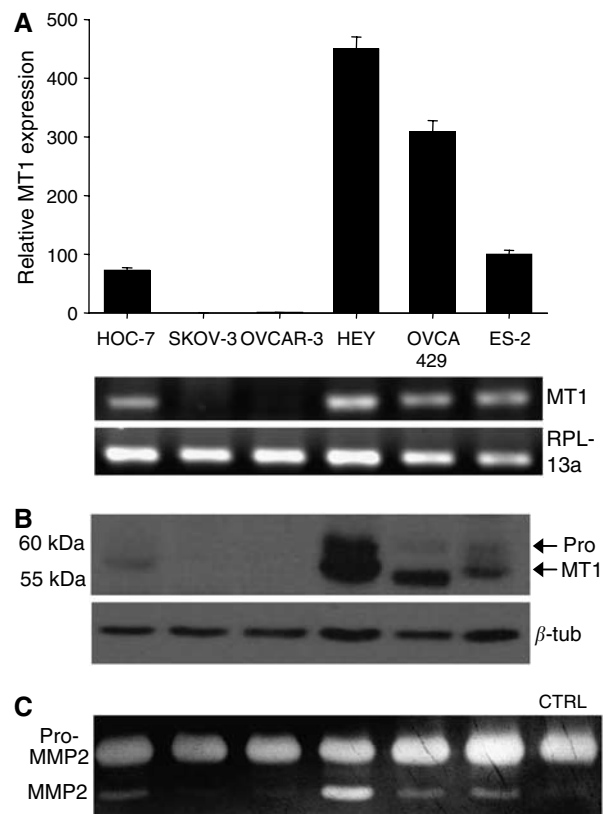 A
Relative MT1 expression
500
400
300
200
100
0
HOC-7 SKOV-3 OVCAR-3 HEY OVCA 429 ES-2
MT1
RPL-13a
B
60 kDa
55 kDa
Pro
MT1
β-tub
C
CTRL
Pro-
MMP2
MMP2